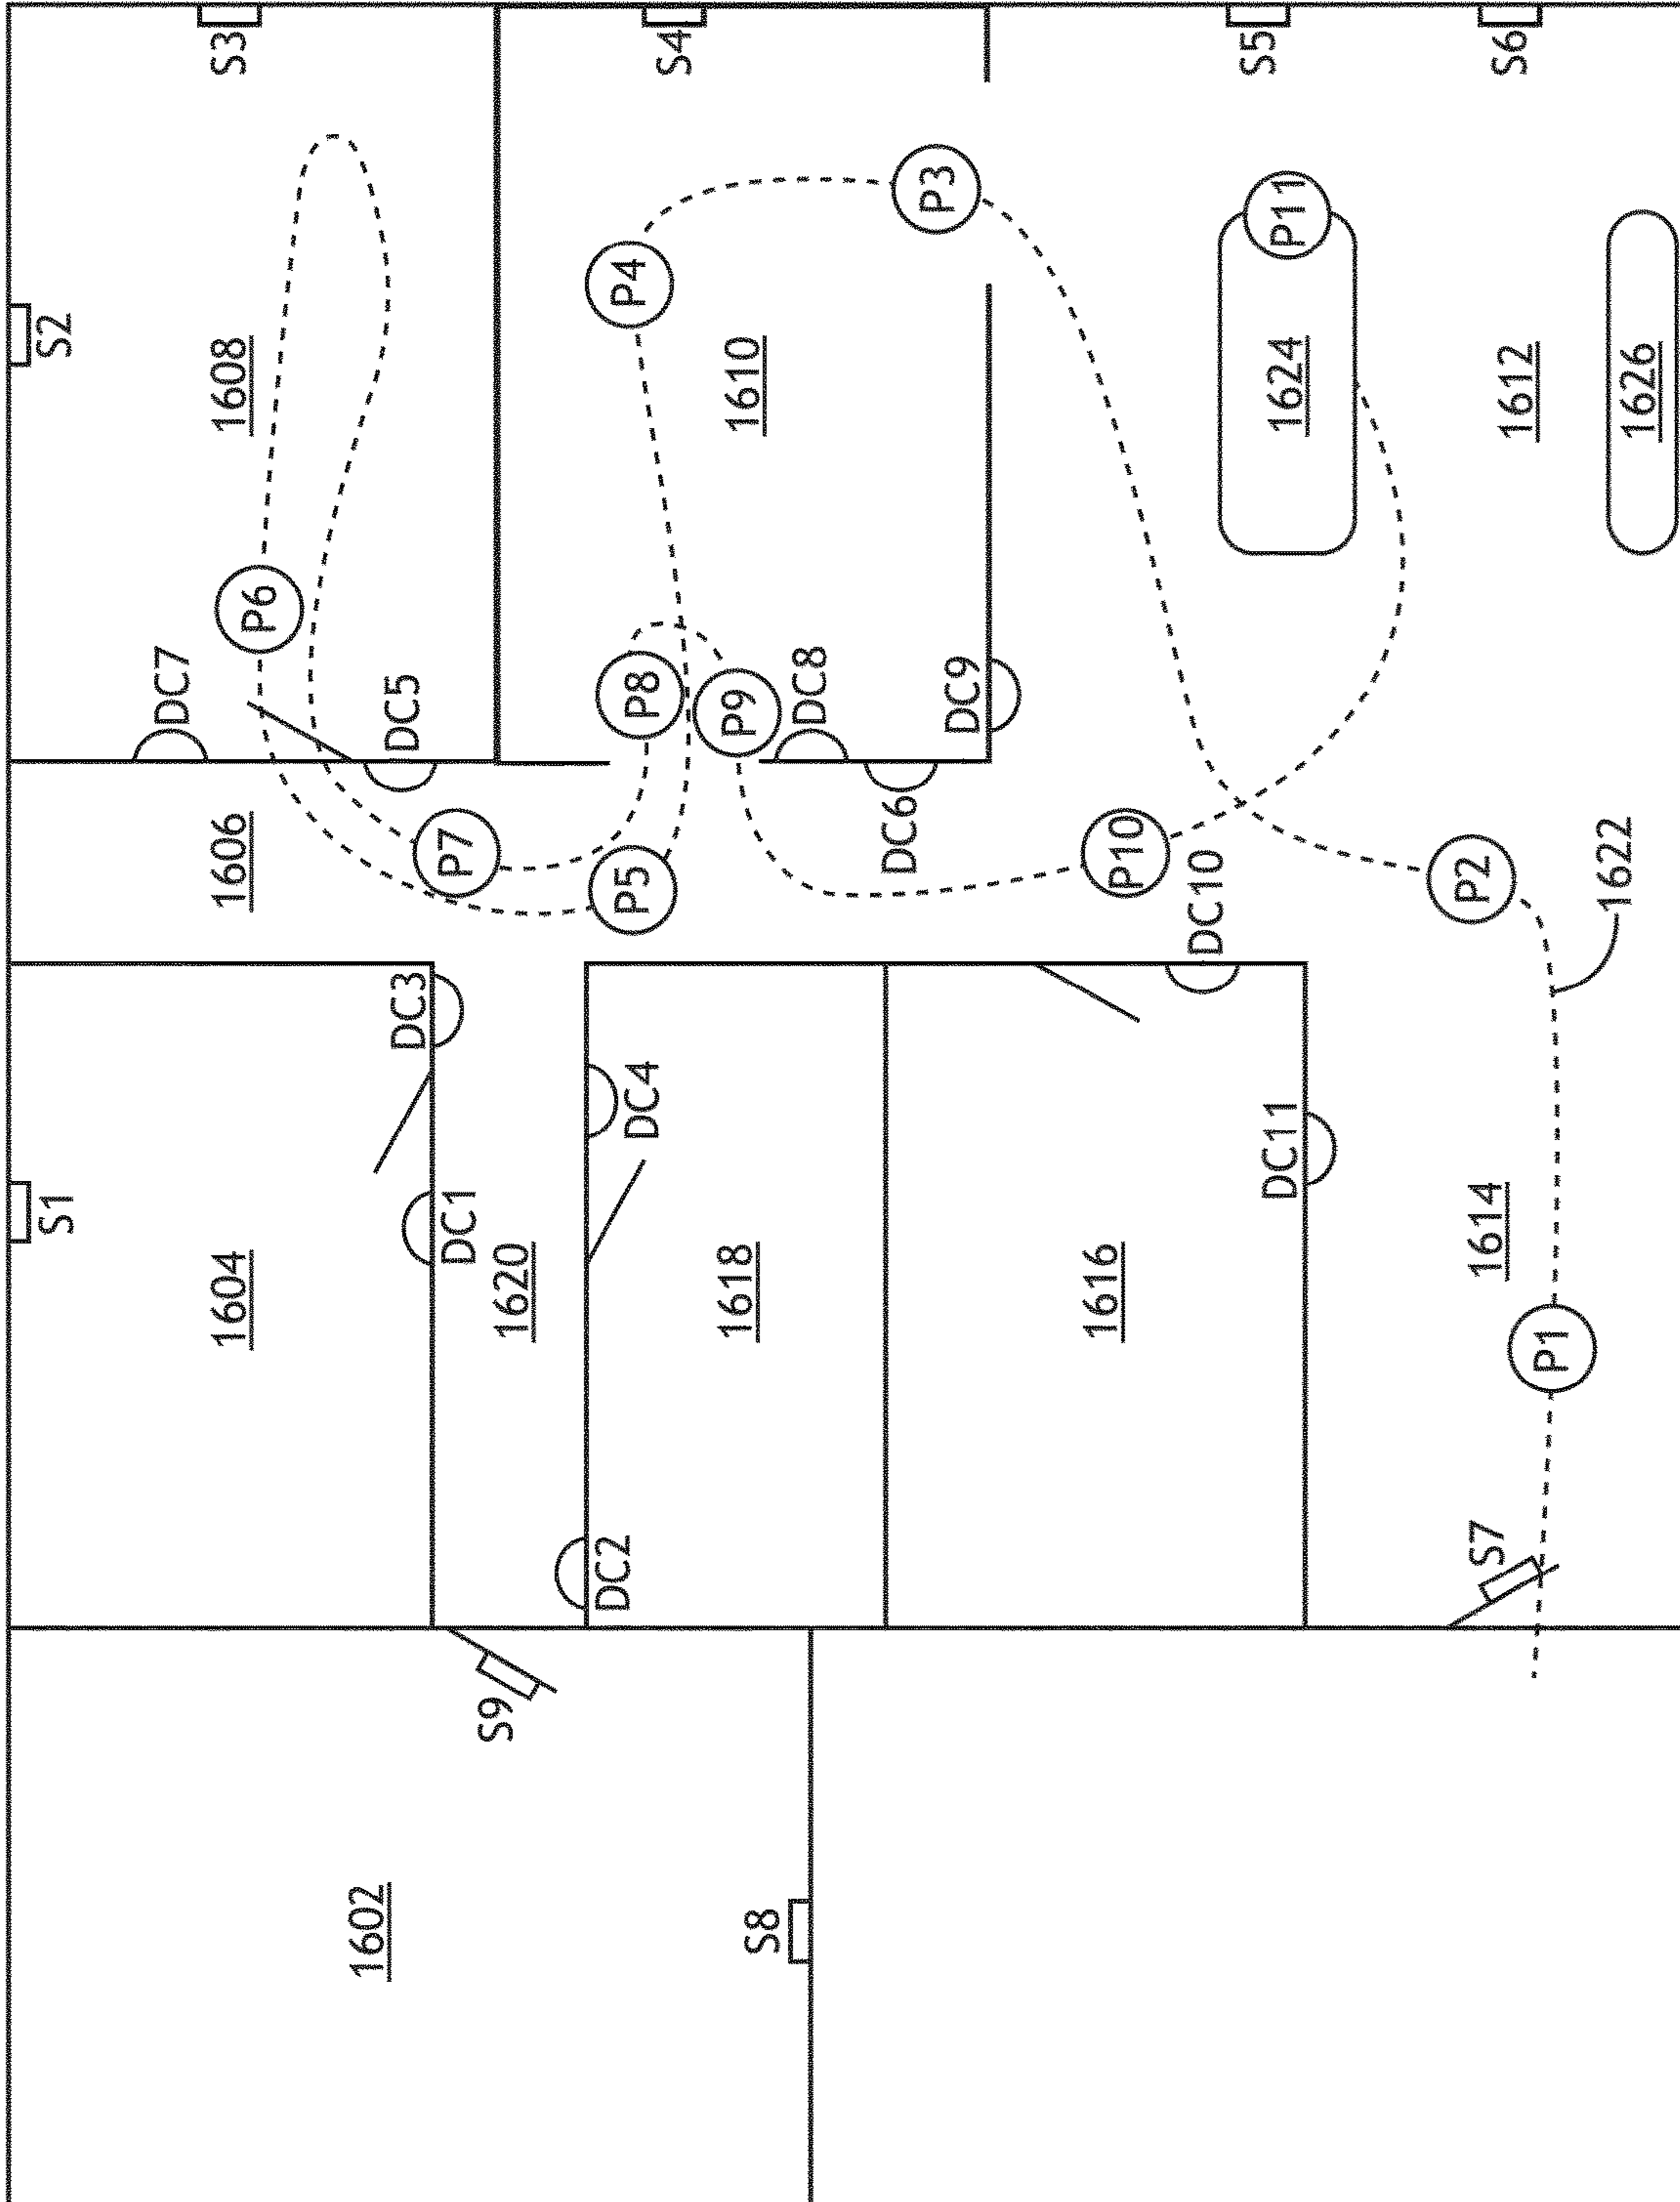 S1
S2
DC7
1604
1606
1608
S3
P6
1602
DC3
DC5
DC1
P7
S9
1620
DC2
DC4
P5
P8
P4
S4
1618
P9
1610
S8
DC8
DC6
P3
DC9
1616
P10
DC10
S5
DC11
1624
P11
S7
1614
P2
1612
S6
P1
1622
1626